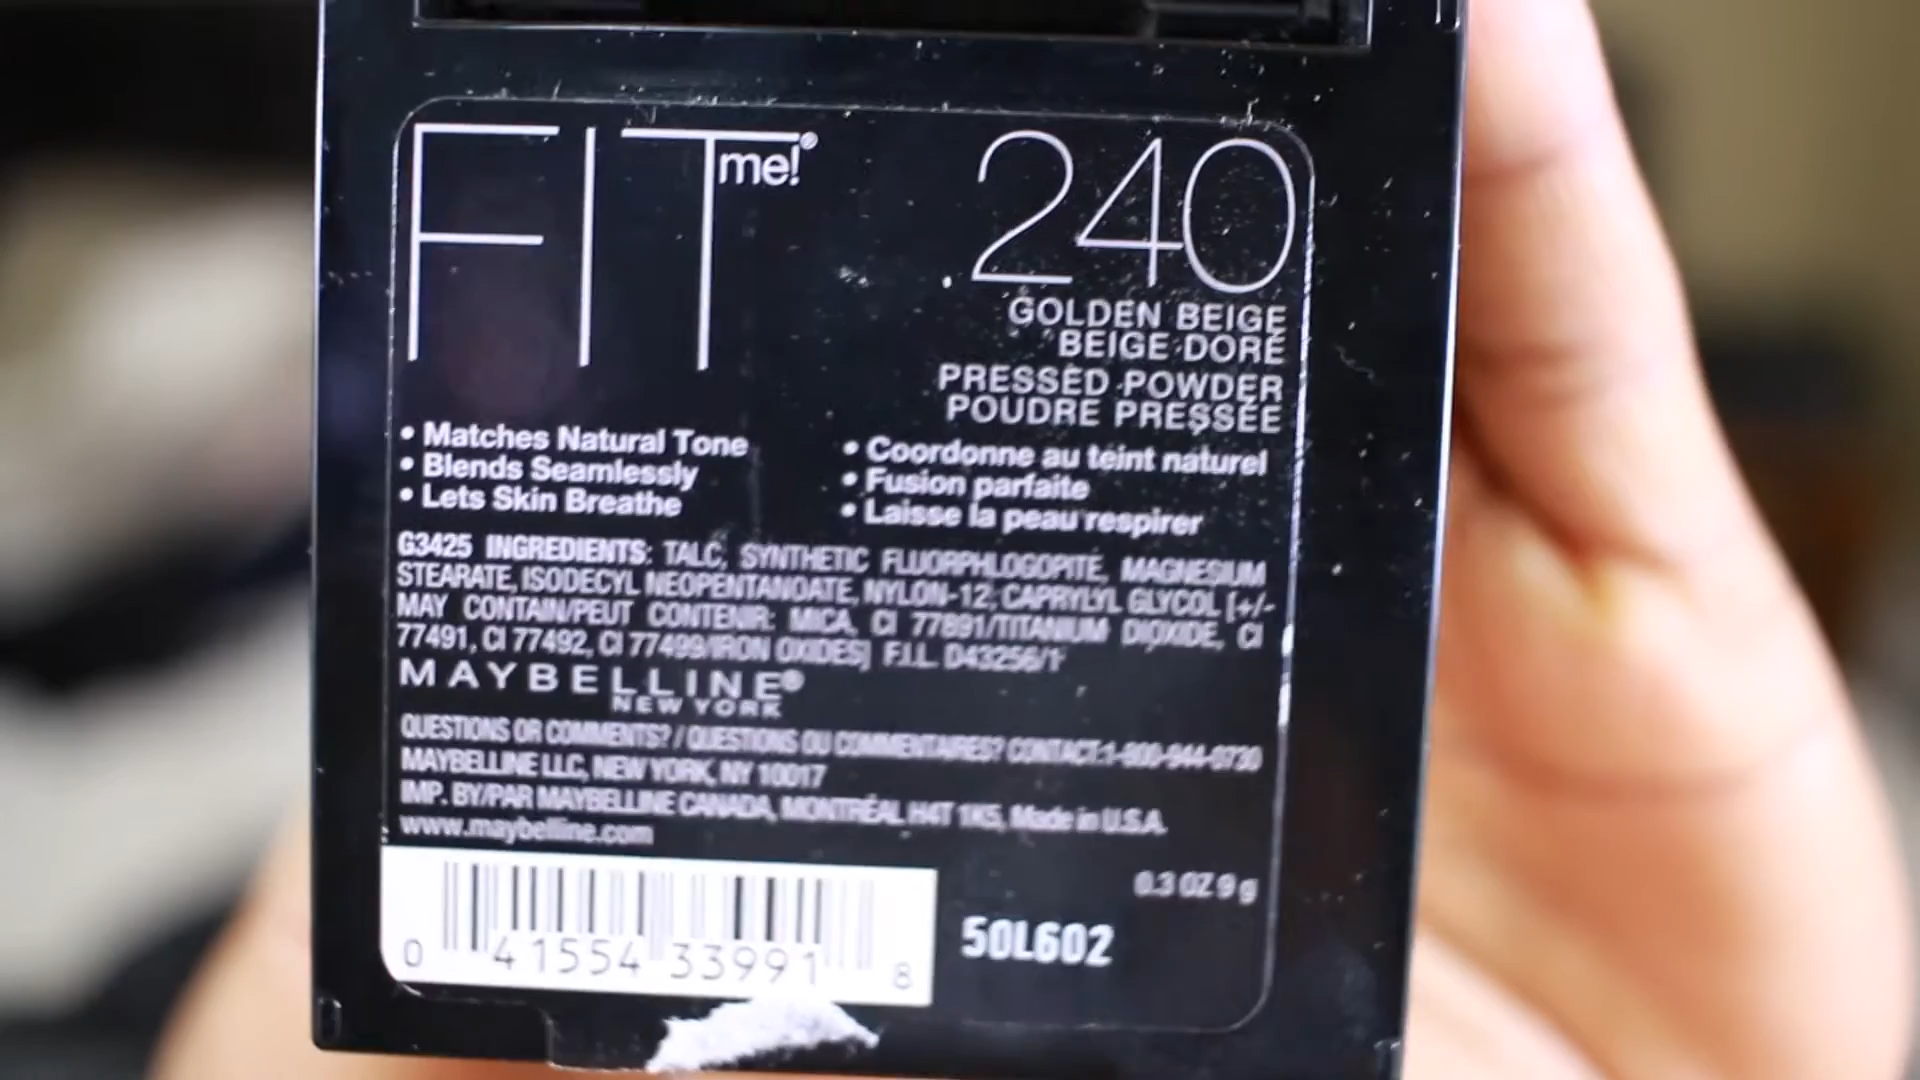 FIT me!®
240
GOLDEN BEIGE
BEIGE DORÉ
PRESSED POWDER
POUDRE PRESSÉE
• Matches Natural Tone
• Blends Seamlessly
• Lets Skin Breathe
• Coordonne au teint naturel
• Fusion parfaite
• Laisse la peau respirer
G3425 INGREDIENTS: TALC, SYNTHETIC FLUORPHLOGOPITE, MAGNESIUM
STEARATE, ISODECYL NEOPENTANOATE, NYLON-12, CAPRYLYL GLYCOL [+/-
MAY CONTAIN/PEUT CONTENIR: MICA, CI 77891/TITANIUM DIOXIDE, CI
77491, CI 77492, CI 77499/IRON OXIDES] F.I.L. D43256/1
MAYBELLINE®
NEW YORK
QUESTIONS OR COMMENTS? / QUESTIONS OU COMMENTAIRES? CONTACT:1-800-944-0730
MAYBELLINE LLC, NEW YORK, NY 10017
IMP. BY/PAR MAYBELLINE CANADA, MONTRÉAL H4T 1K5, Made in U.S.A.
www.maybelline.com
0.3 OZ 9 g
50L602
0 41554 33991 8